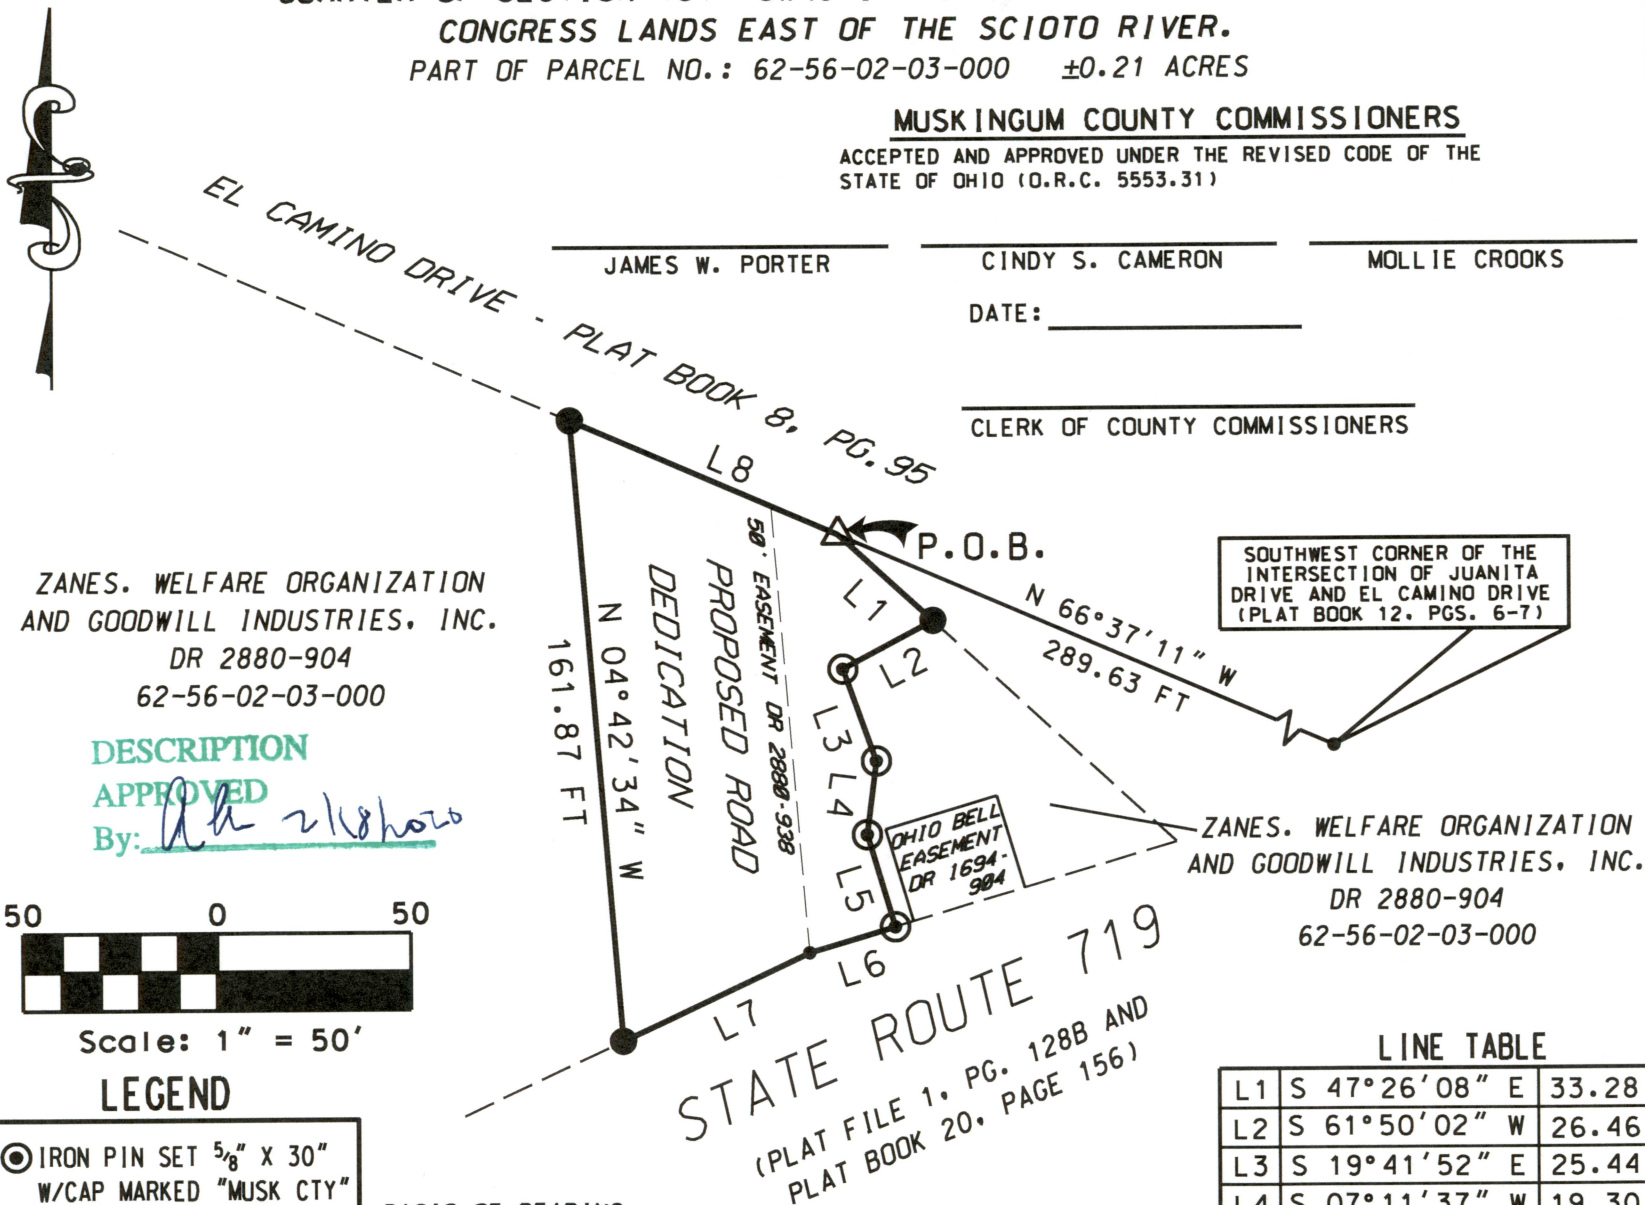 CONGRESS LANDS EAST OF THE SCIOTO RIVER.
PART OF PARCEL NO.: 62-56-02-03-000 ±0.21 ACRES
MUSKINGUM COUNTY COMMISSIONERS
ACCEPTED AND APPROVED UNDER THE REVISED CODE OF THE
STATE OF OHIO (O.R.C. 5553.31)
JAMES W. PORTER
CINDY S. CAMERON
MOLLIE CROOKS
DATE:
CLERK OF COUNTY COMMISSIONERS
EL CAMINO DRIVE - PLAT BOOK 8, PG. 95
L8
P.O.B.
L1
L2
L3
L4
L5
L6
L7
N 66°37'11" W
289.63 FT
SOUTHWEST CORNER OF THE
INTERSECTION OF JUANITA
DRIVE AND EL CAMINO DRIVE
(PLAT BOOK 12, PGS. 6-7)
ZANES. WELFARE ORGANIZATION
AND GOODWILL INDUSTRIES, INC.
DR 2880-904
62-56-02-03-000
DESCRIPTION
APPROVED
By:
N 04°42'34" W
161.87 FT
PROPOSED ROAD
DEDICATION
50' EASEMENT DR 2880-938
OHIO BELL
EASEMENT
DR 1694-
904
ZANES. WELFARE ORGANIZATION
AND GOODWILL INDUSTRIES, INC.
DR 2880-904
62-56-02-03-000
50 0 50
Scale: 1" = 50'
STATE ROUTE 719
(PLAT FILE 1, PG. 128B AND
PLAT BOOK 20, PAGE 156)
LEGEND
IRON PIN SET 5/8" X 30"
W/CAP MARKED "MUSK CTY"
LINE TABLE
L1 S 47°26'08" E 33.28
L2 S 61°50'02" W 26.46
L3 S 19°41'52" E 25.44
L4 S 07°11'37" W 19.30